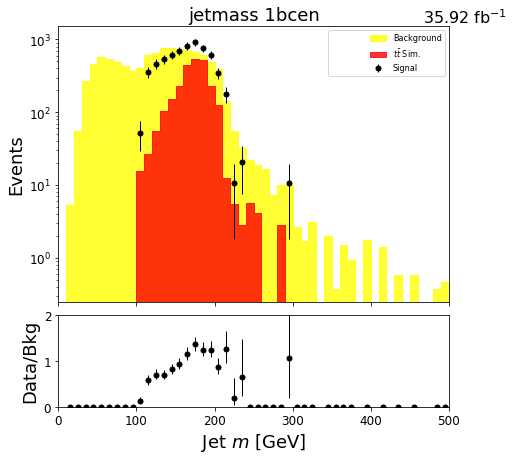 jetmass 1bcen
35.92 fb⁻¹
Background
tt̄ Sim.
Signal
Events
10³
10²
10¹
10⁰
Data/Bkg
2
1
0
0 100 200 300 400 500
Jet m [GeV]